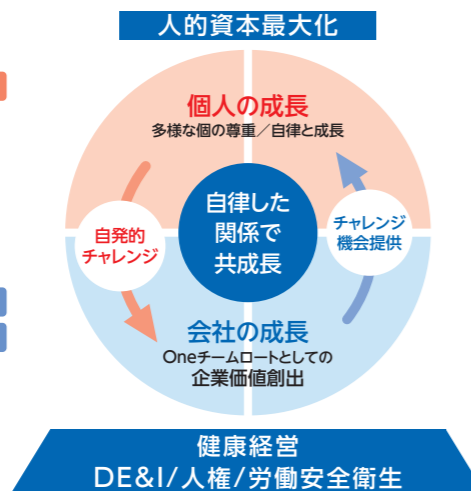 人的資本最大化
個人の成長
多様な個の尊重／自律と成長
自律した
関係で
共成長
自発的
チャレンジ
チャレンジ
機会提供
会社の成長
Oneチームロートとしての
企業価値創出
健康経営
DE&I/人権/労働安全衛生